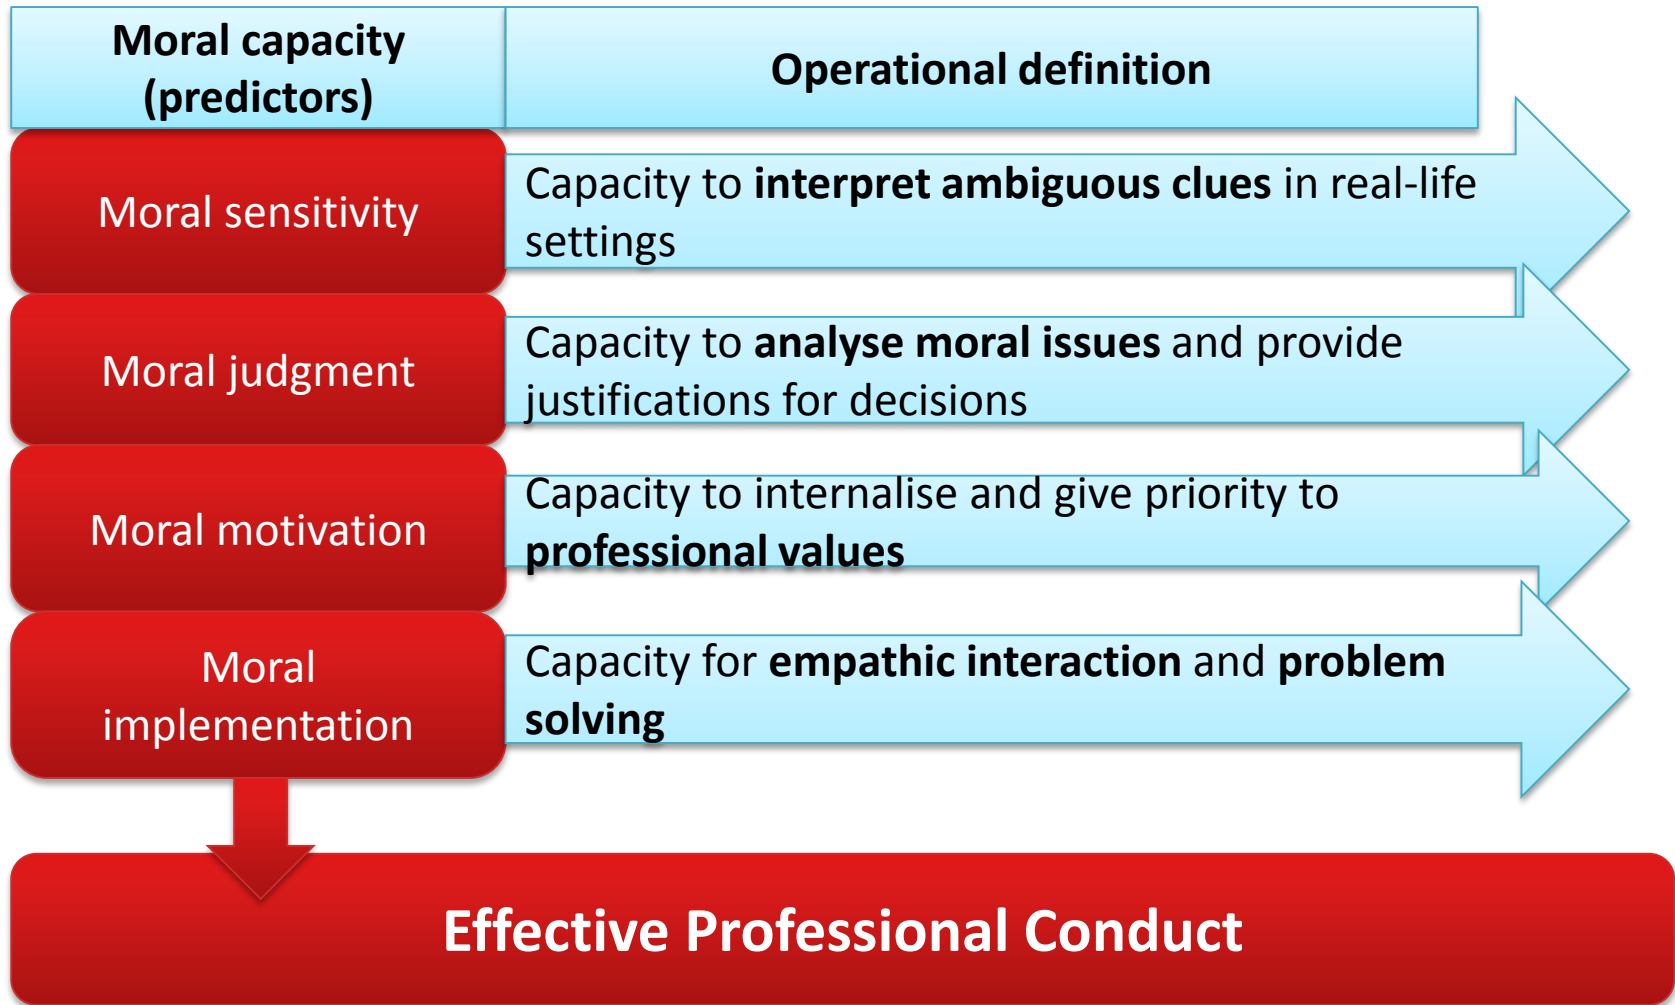 Moral capacity
(predictors)
Operational definition
Moral sensitivity
Capacity to interpret ambiguous clues in real-life
settings
Moral judgment
Capacity to analyse moral issues and provide
justifications for decisions
Moral motivation
Capacity to internalise and give priority to
professional values
Moral
implementation
Capacity for empathic interaction and problem
solving
Effective Professional Conduct